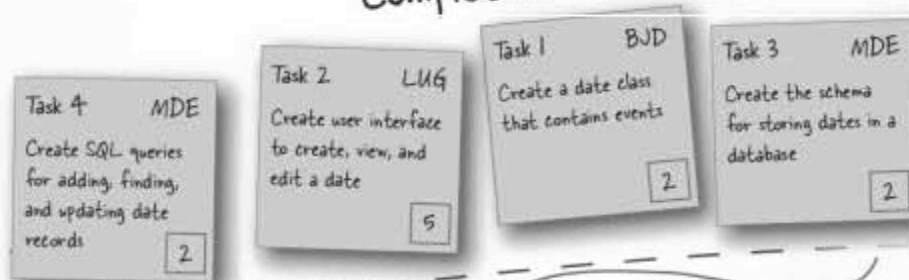 Task 4 MDE
Create SQL queries
for adding, finding,
and updating date
records
2
Task 2 LUG
Create user interface
to create, view, and
edit a date
5
Task 1 BJD
Create a date class
that contains events
2
Task 3 MDE
Create the schema
for storing dates in a
database
2